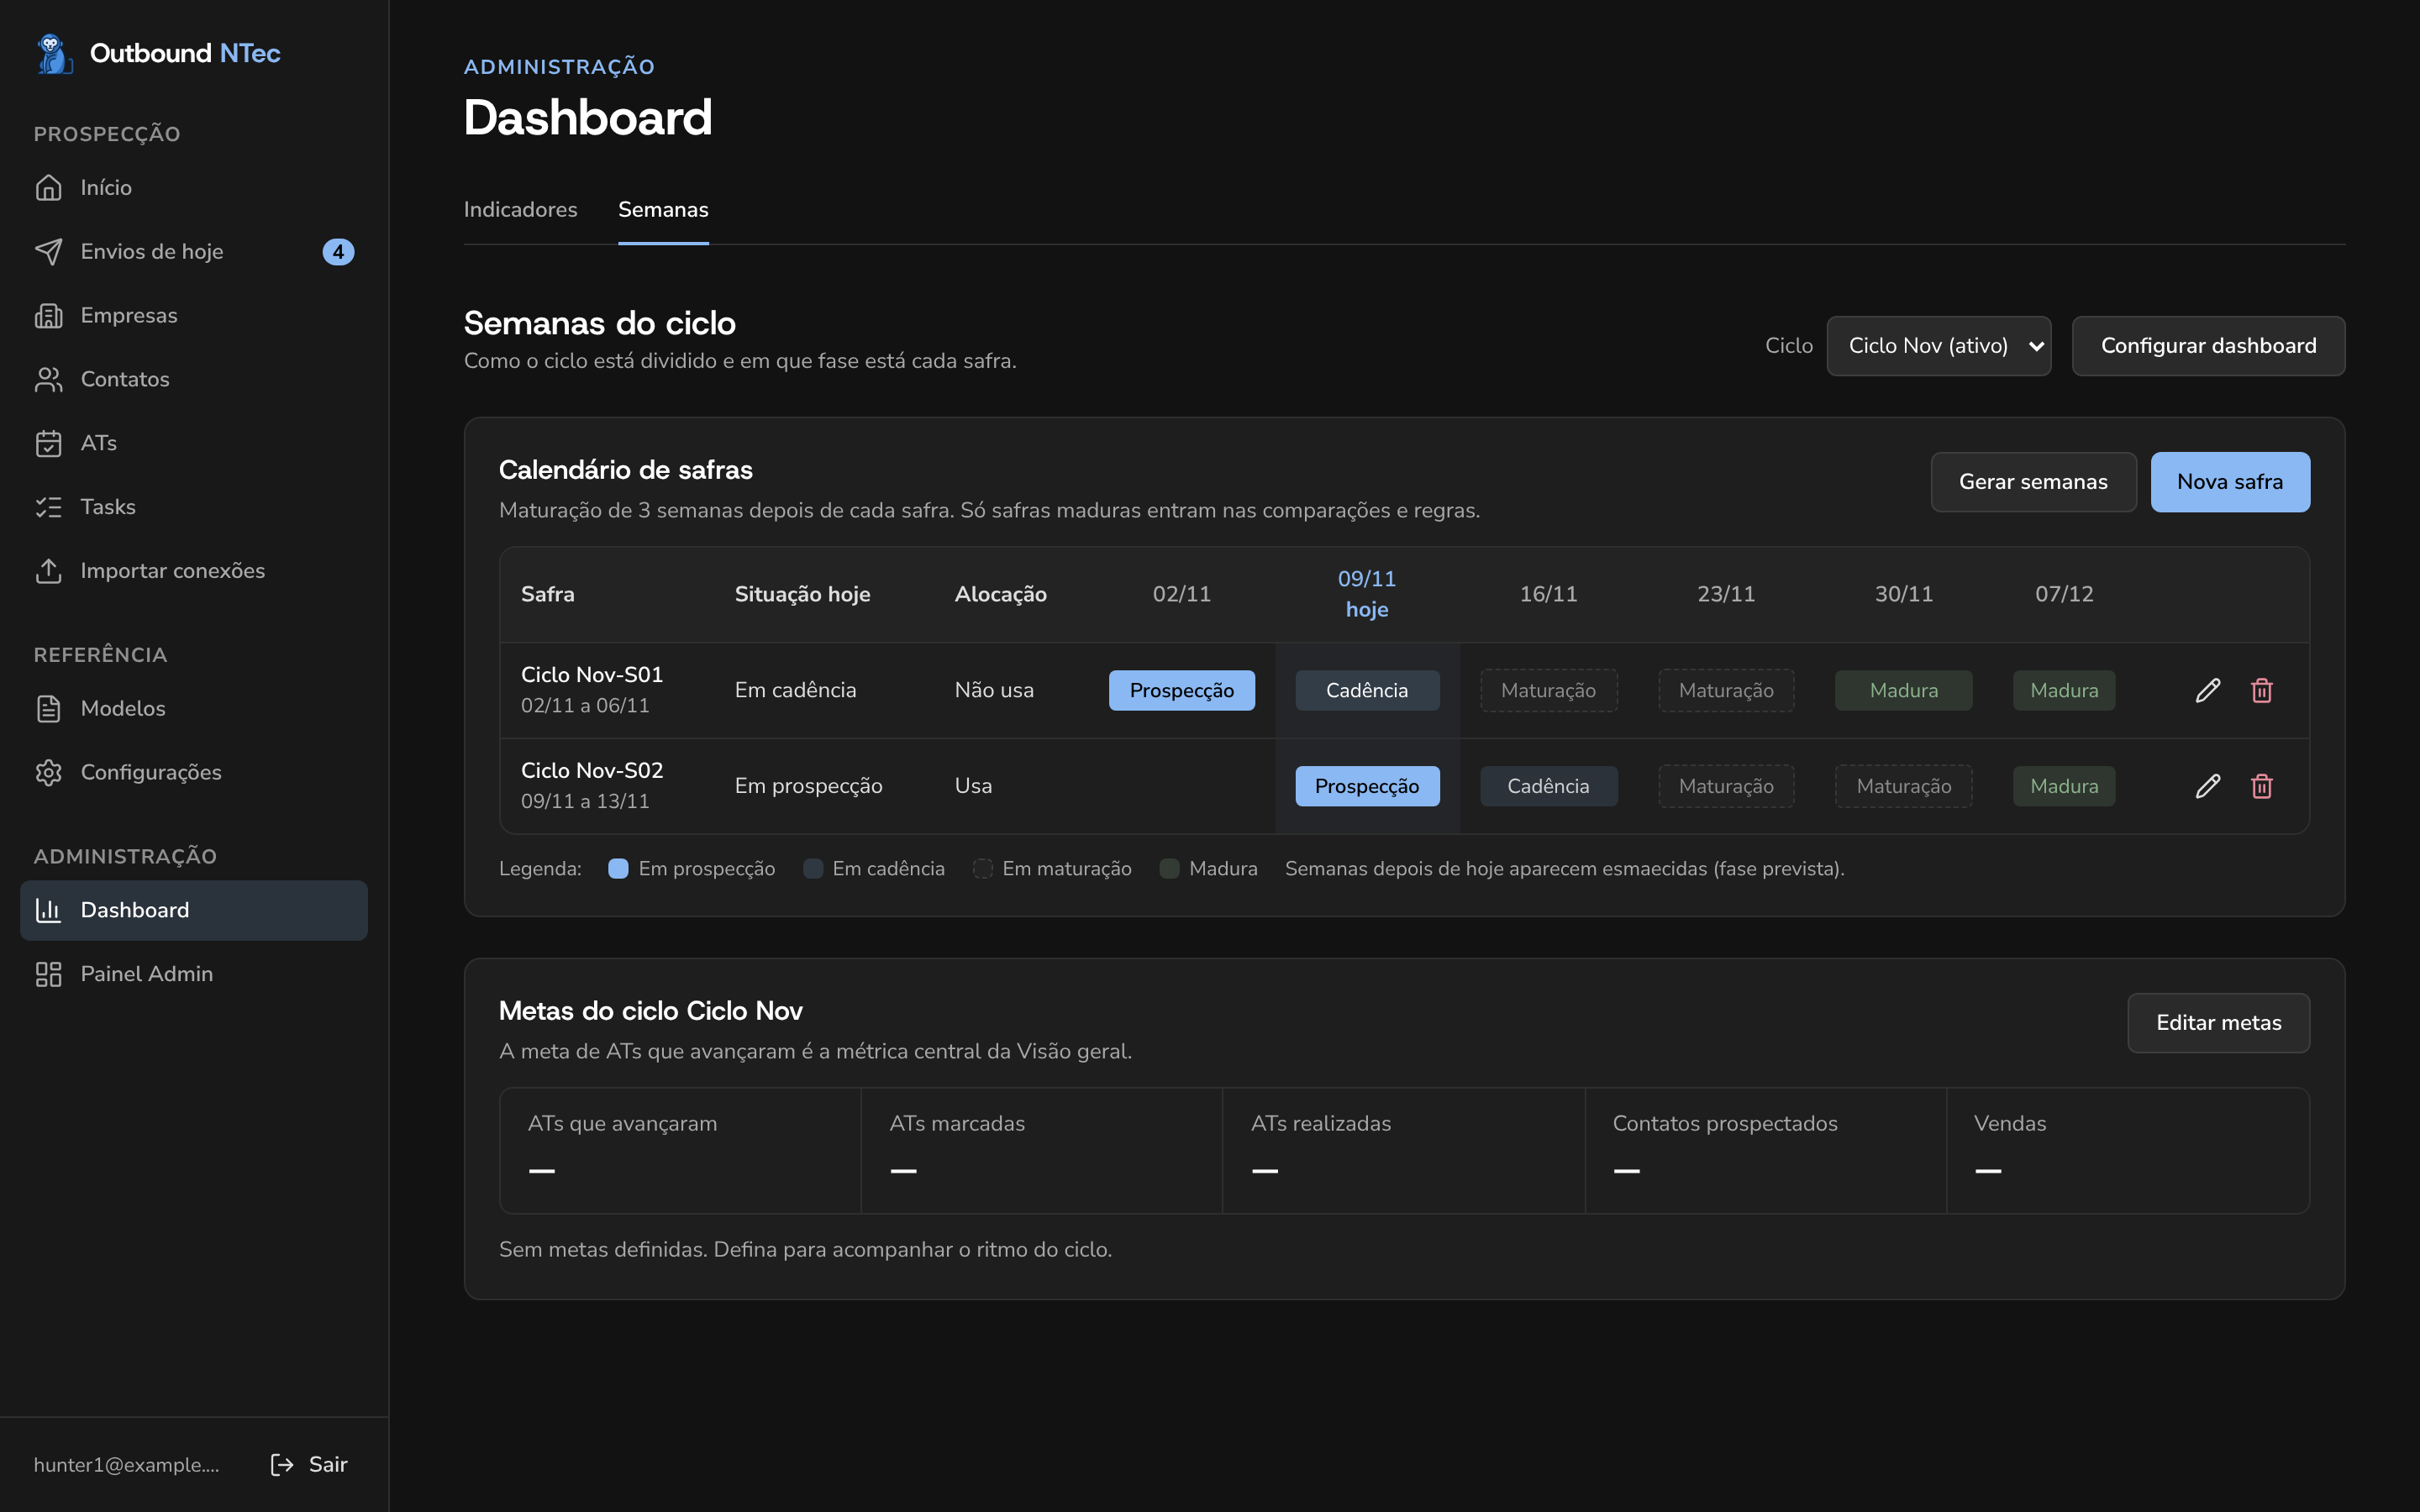 Outbound NTec
PROSPECÇÃO
Início
Envios de hoje 4
Empresas
Contatos
ATs
Tasks
Importar conexões
REFERÊNCIA
Modelos
Configurações
ADMINISTRAÇÃO
Dashboard
Painel Admin
hunter1@example.... Sair
ADMINISTRAÇÃO
Dashboard
Indicadores Semanas
Semanas do ciclo
Como o ciclo está dividido e em que fase está cada safra.
Ciclo Ciclo Nov (ativo) Configurar dashboard
Calendário de safras
Maturação de 3 semanas depois de cada safra. Só safras maduras entram nas comparações e regras.
Gerar semanas Nova safra
Safra Situação hoje Alocação 02/11 09/11 hoje 16/11 23/11 30/11 07/12
Ciclo Nov-S01
02/11 a 06/11
Em cadência Não usa Prospecção Cadência Maturação Maturação Madura Madura
Ciclo Nov-S02
09/11 a 13/11
Em prospecção Usa Prospecção Cadência Maturação Maturação Madura
Legenda: Em prospecção Em cadência Em maturação Madura Semanas depois de hoje aparecem esmaecidas (fase prevista).
Metas do ciclo Ciclo Nov
A meta de ATs que avançaram é a métrica central da Visão geral.
Editar metas
ATs que avançaram ATs marcadas ATs realizadas Contatos prospectados Vendas
— — — — —
Sem metas definidas. Defina para acompanhar o ritmo do ciclo.